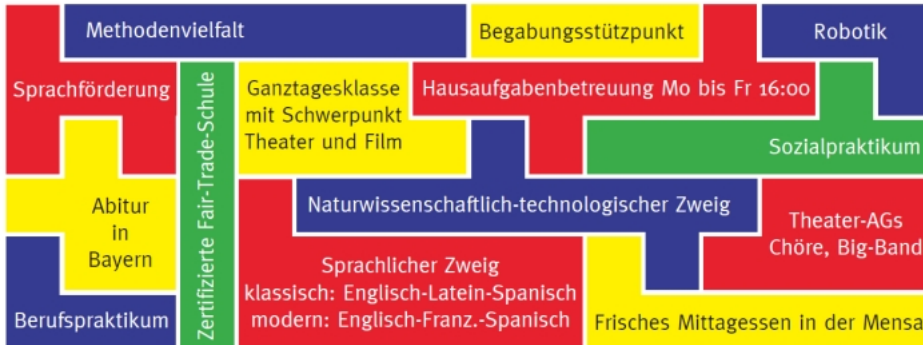 Methodenvielfalt
Begabungsstützpunkt
Robotik
Sprachförderung
Zertifizierte Fair-Trade-Schule
Ganztagesklasse
mit Schwerpunkt
Theater und Film
Hausaufgabenbetreuung Mo bis Fr 16:00
Sozialpraktikum
Abitur
in
Bayern
Naturwissenschaftlich-technologischer Zweig
Theater-AGs
Chöre, Big-Band
Berufspraktikum
Sprachlicher Zweig
klassisch: Englisch-Latein-Spanisch
modern: Englisch-Franz.-Spanisch
Frisches Mittagessen in der Mensa